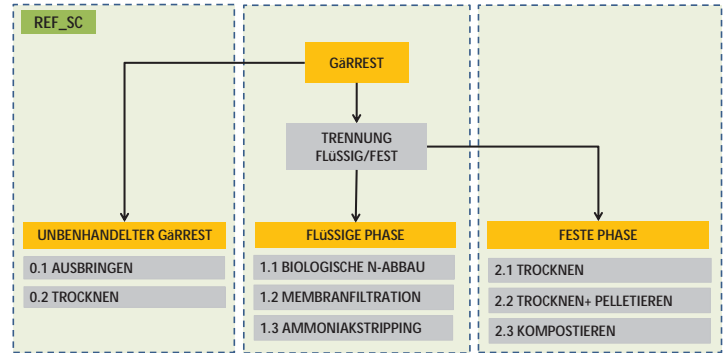 REF_SC
GäRREST
TRENNUNG
FLüSSIG/FEST
UNBENHANDELTER GäRREST
0.1 AUSBRINGEN
0.2 TROCKNEN
FLüSSIGE PHASE
1.1 BIOLOGISCHE N-ABBAU
1.2 MEMBRANFILTRATION
1.3 AMMONIAKSTRIPPING
FESTE PHASE
2.1 TROCKNEN
2.2 TROCKNEN+ PELLETIEREN
2.3 KOMPOSTIEREN